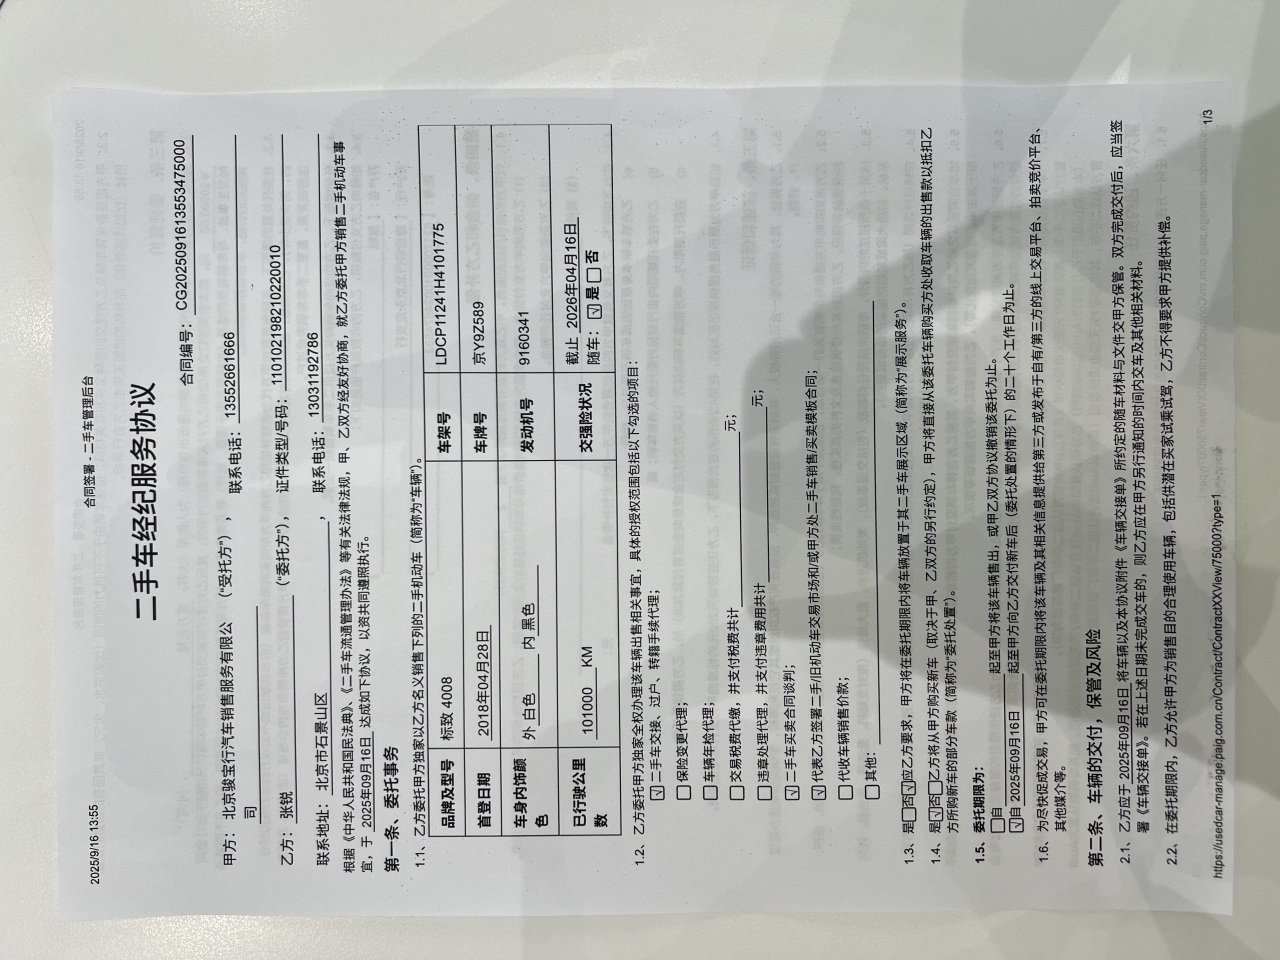 2025/9/16 13:55 合同签署 - 二手车管理后台
二手车经纪服务协议
合同编号： CG20250916135534750​00
甲方： 北京骏宝行汽车销售服务有限公 （“受托方”）， 联系电话：13552661666
司
乙方： 张锐 （“委托方”）， 证件类型/号码：110102198210220010
联系地址： 北京市石景山区 ， 联系电话：13031192786
根据《中华人民共和国民法典》、《二手车流通管理办法》等有关法律法规，甲、乙双方经友好协商，就乙方委托甲方销售二手机动车事
宜，于 2025年09月16日 达成如下协议，以资共同遵照执行。
第一条、委托事务
1.1、乙方委托甲方独家以乙方名义销售下列的二手机动车（简称为“车辆”）。
品牌及型号 标致 4008 车架号 LDCP11241H4101775
首登日期 2018年04月28日 车牌号 京Y9Z589
车身内饰颜 外 白色 内 黑色 发动机号 9160341
色
已行驶公里 101000 KM 交强险状况 截止 2026年04月16日
数 随车： ☑ 是 ☐ 否
1.2、乙方委托甲方独家全权办理该车辆出售相关事宜，具体的授权范围包括以下勾选的项目：
☑ 二手车交接、过户、转籍手续代理；
☐ 保险变更代理；
☐ 车辆年检代理；
☐ 交易税费代缴，并支付税费共计 元；
☐ 违章处理代理，并支付违章费用共计 元；
☑ 二手车买卖合同谈判；
☑ 代表乙方签署二手/旧机动车交易市场和/或甲方处二手车销售/买卖模板合同；
☐ 代收车辆销售价款；
☐ 其他：
1.3、是☐否☑应乙方要求，甲方将在委托期限内将车辆放置于其二手车展示区域（简称为“展示服务”）。
1.4、是☑否☐乙方将从甲方购买新车（取决于甲、乙双方的另行约定），甲方将直接从该委托车辆购买方处收取车辆的出售款以抵扣乙
方所购新车的部分车款（简称为“委托处置”）。
1.5、委托期限为：
☐自 起至甲方将该车辆售出，或甲乙双方协议撤销该委托为止。
☑自 2025年09月16日 起至甲方向乙方交付新车后（委托处置的情形下）的二十个工作日为止。
1.6、为尽快促成交易，甲方可在委托期限内将该车辆及其相关信息提供给第三方或发布于自有/第三方的线上交易平台、拍卖竞价平台、
其他媒介等。
第二条、车辆的交付，保管及风险
2.1、乙方应于 2025年09月16日 将车辆以及本协议附件《车辆交接单》所约定的随车材料与文件交甲方保管。双方完成交付后，应当签
署《车辆交接单》。若在上述日期未完成交车的，则乙方应在甲方另行通知的时间内交车及其他相关材料。
2.2、在委托期限内，乙方允许甲方为销售目的合理使用车辆，包括供潜在买家试乘试驾，乙方不得要求甲方提供补偿。
https://usedcar-manage.paig.com.cn/Contract/ContractXXView/75000?type=1 1/3